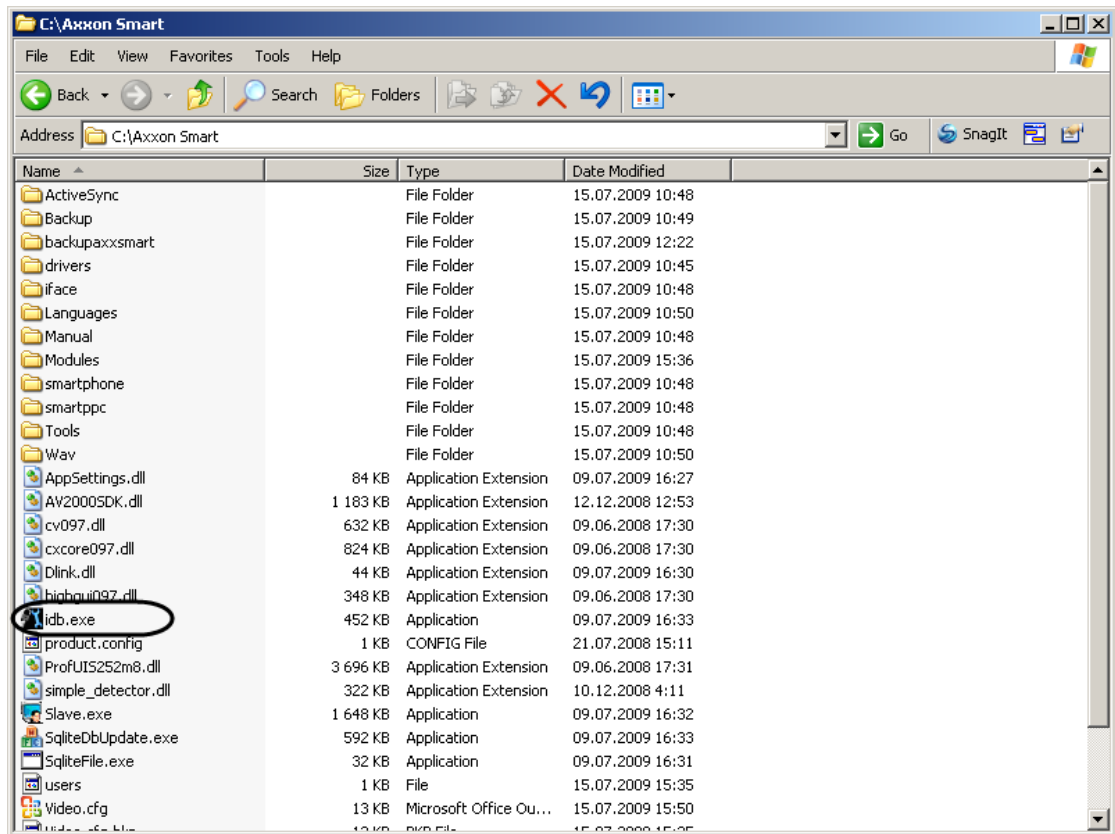 C:\Axxon Smart
File Edit View Favorites Tools Help
Back Search Folders
Address C:\Axxon Smart Go SnagIt
Name Size Type Date Modified
ActiveSync File Folder 15.07.2009 10:48
Backup File Folder 15.07.2009 10:49
backupaxxsmart File Folder 15.07.2009 12:22
drivers File Folder 15.07.2009 10:45
iface File Folder 15.07.2009 10:48
Languages File Folder 15.07.2009 10:50
Manual File Folder 15.07.2009 10:48
Modules File Folder 15.07.2009 15:36
smartphone File Folder 15.07.2009 10:48
smartppc File Folder 15.07.2009 10:48
Tools File Folder 15.07.2009 10:48
Wav File Folder 15.07.2009 10:50
AppSettings.dll 84 KB Application Extension 09.07.2009 16:27
AV2000SDK.dll 1 183 KB Application Extension 12.12.2008 12:53
cv097.dll 632 KB Application Extension 09.06.2008 17:30
cxcore097.dll 824 KB Application Extension 09.06.2008 17:30
Dlink.dll 44 KB Application Extension 09.07.2009 16:30
highgui097.dll 348 KB Application Extension 09.06.2008 17:30
idb.exe 452 KB Application 09.07.2009 16:33
product.config 1 KB CONFIG File 21.07.2008 15:11
ProfUIS252m8.dll 3 696 KB Application Extension 09.06.2008 17:31
simple_detector.dll 322 KB Application Extension 10.12.2008 4:11
Slave.exe 1 648 KB Application 09.07.2009 16:32
SqliteDbUpdate.exe 592 KB Application 09.07.2009 16:33
SqliteFile.exe 32 KB Application 09.07.2009 16:31
users 1 KB File 15.07.2009 15:35
Video.cfg 13 KB Microsoft Office Ou... 15.07.2009 15:50